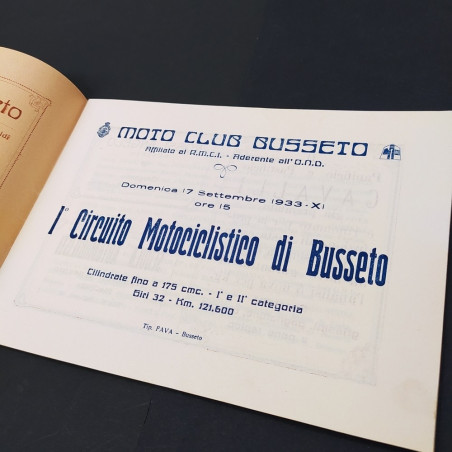 MOTO CLUB BUSSETO
Affiliato al R.M.C.I. - Aderente all'O.N.D.
Domenica 17 Settembre 1933-XI
ore 15
I° Circuito Motociclistico di Busseto
Cilindrate fino a 175 cmc. - I° e II° categoria
Giri 32 - Km. 121,600
Tip. FAVA - Busseto